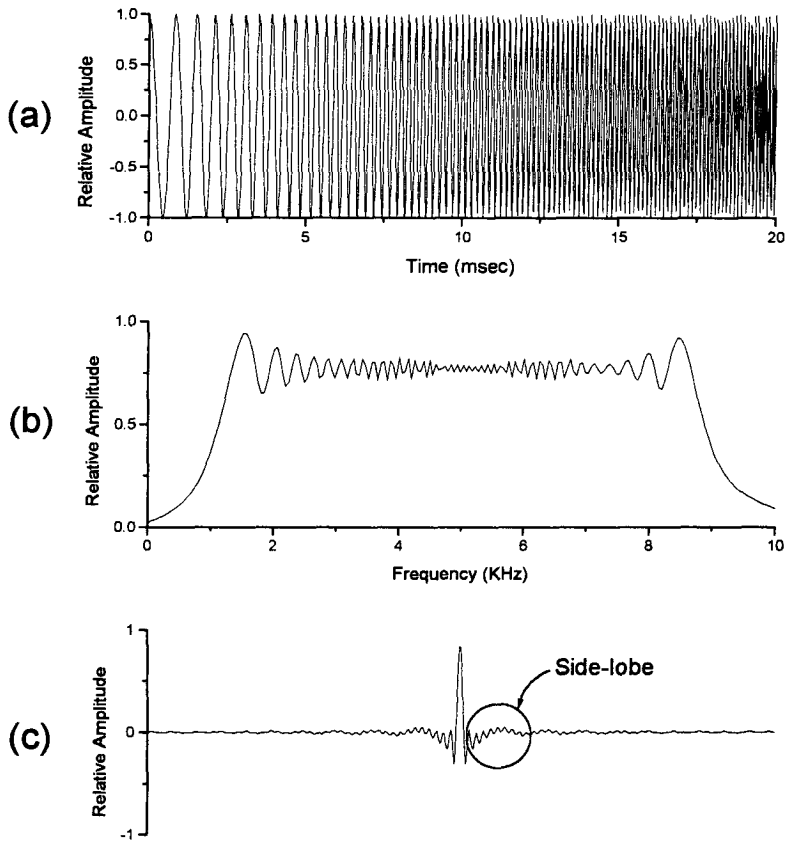 (a)
Relative Amplitude
1.0
0.5
0.0
-0.5
-1.0
0 5 10 15 20
Time (msec)
(b)
Relative Amplitude
1.0
0.5
0.0
0 2 4 6 8 10
Frequency (KHz)
(c)
Relative Amplitude
1
0
-1
Side-lobe